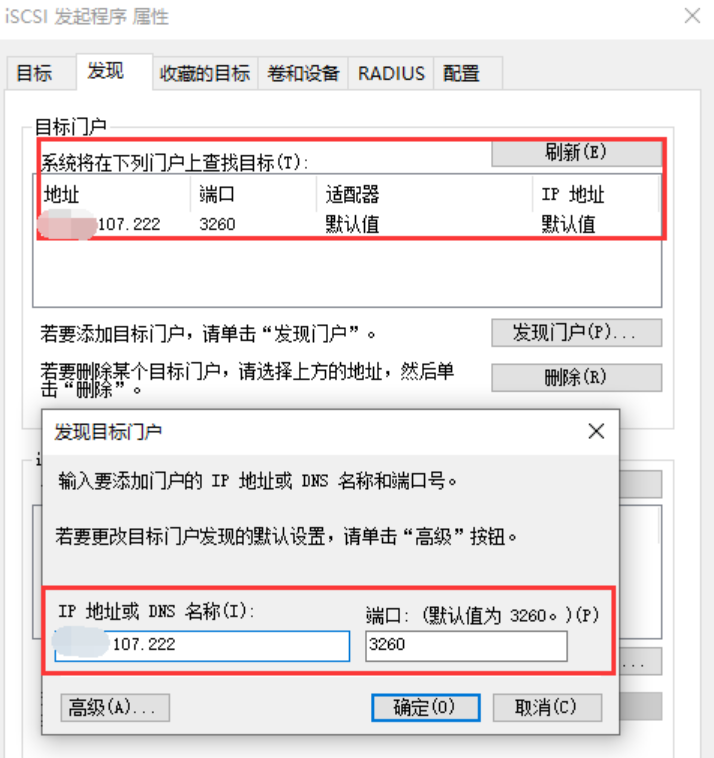 iSCSI 发起程序 属性
目标 发现 收藏的目标 卷和设备 RADIUS 配置
目标门户
系统将在下列门户上查找目标(T): 刷新(E)
地址 端口 适配器 IP 地址
107.222 3260 默认值 默认值
若要添加目标门户，请单击“发现门户”。 发现门户(P)...
若要删除某个目标门户，请选择上方的地址，然后单
击“删除”。 删除(R)
发现目标门户
输入要添加门户的 IP 地址或 DNS 名称和端口号。
若要更改目标门户发现的默认设置，请单击“高级”按钮。
IP 地址或 DNS 名称(I): 端口: (默认值为 3260。)(P)
107.222 3260
高级(A)... 确定(O) 取消(C)